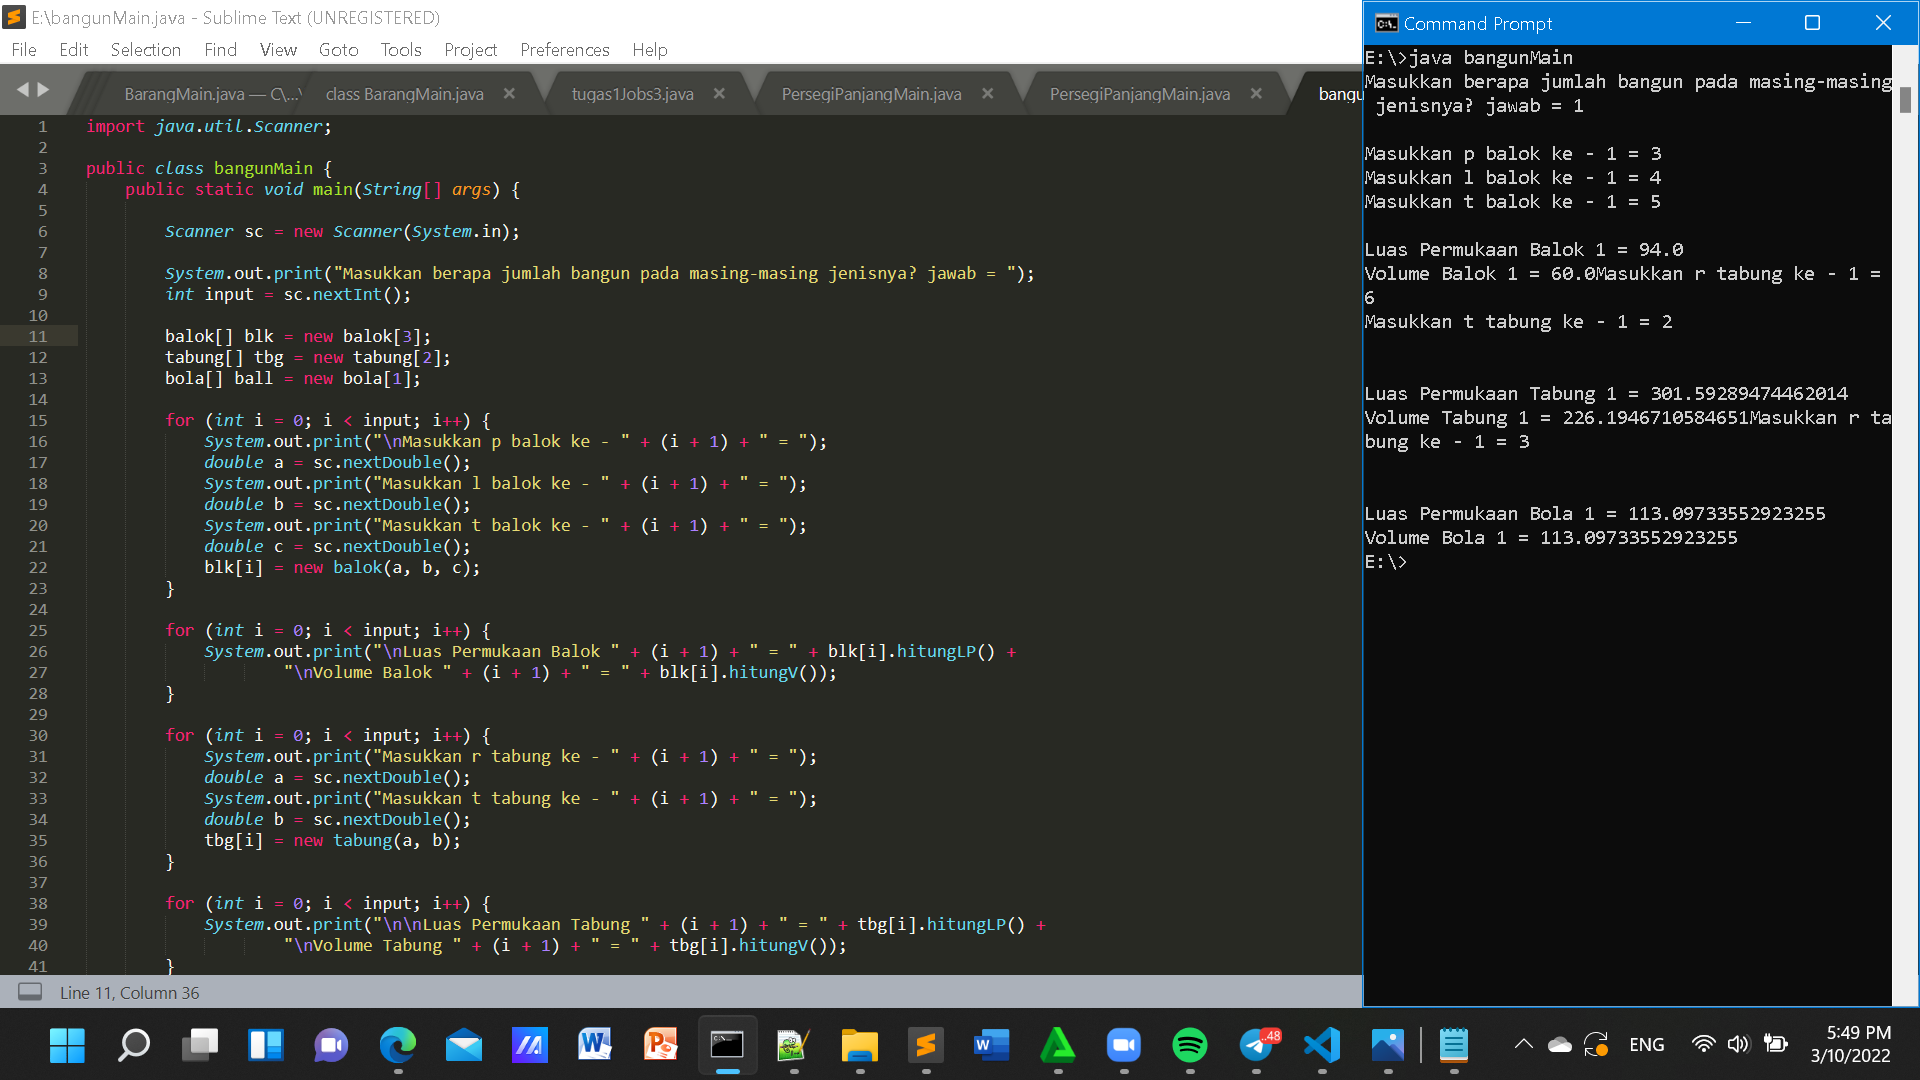 E:\bangunMain.java - Sublime Text (UNREGISTERED)
File Edit Selection Find View Goto Tools Project Preferences Help
BarangMain.java — C\...\ class BarangMain.java tugas1Jobs3.java PersegiPanjangMain.java PersegiPanjangMain.java bangu
1 import java.util.Scanner;
2
3 public class bangunMain {
4 public static void main(String[] args) {
5
6 Scanner sc = new Scanner(System.in);
7
8 System.out.print("Masukkan berapa jumlah bangun pada masing-masing jenisnya? jawab = ");
9 int input = sc.nextInt();
10
11 balok[] blk = new balok[3];
12 tabung[] tbg = new tabung[2];
13 bola[] ball = new bola[1];
14
15 for (int i = 0; i < input; i++) {
16 System.out.print("\nMasukkan p balok ke - " + (i + 1) + " = ");
17 double a = sc.nextDouble();
18 System.out.print("Masukkan l balok ke - " + (i + 1) + " = ");
19 double b = sc.nextDouble();
20 System.out.print("Masukkan t balok ke - " + (i + 1) + " = ");
21 double c = sc.nextDouble();
22 blk[i] = new balok(a, b, c);
23 }
24
25 for (int i = 0; i < input; i++) {
26 System.out.print("\nLuas Permukaan Balok " + (i + 1) + " = " + blk[i].hitungLP() +
27 "\nVolume Balok " + (i + 1) + " = " + blk[i].hitungV());
28 }
29
30 for (int i = 0; i < input; i++) {
31 System.out.print("Masukkan r tabung ke - " + (i + 1) + " = ");
32 double a = sc.nextDouble();
33 System.out.print("Masukkan t tabung ke - " + (i + 1) + " = ");
34 double b = sc.nextDouble();
35 tbg[i] = new tabung(a, b);
36 }
37
38 for (int i = 0; i < input; i++) {
39 System.out.print("\n\nLuas Permukaan Tabung " + (i + 1) + " = " + tbg[i].hitungLP() +
40 "\nVolume Tabung " + (i + 1) + " = " + tbg[i].hitungV());
41 }
Line 11, Column 36
Command Prompt
E:\>java bangunMain
Masukkan berapa jumlah bangun pada masing-masing
jenisnya? jawab = 1
Masukkan p balok ke - 1 = 3
Masukkan l balok ke - 1 = 4
Masukkan t balok ke - 1 = 5
Luas Permukaan Balok 1 = 94.0
Volume Balok 1 = 60.0Masukkan r tabung ke - 1 =
6
Masukkan t tabung ke - 1 = 2
Luas Permukaan Tabung 1 = 301.59289474462014
Volume Tabung 1 = 226.1946710584651Masukkan r ta
bung ke - 1 = 3
Luas Permukaan Bola 1 = 113.09733552923255
Volume Bola 1 = 113.09733552923255
E:\>
48
ENG
5:49 PM
3/10/2022